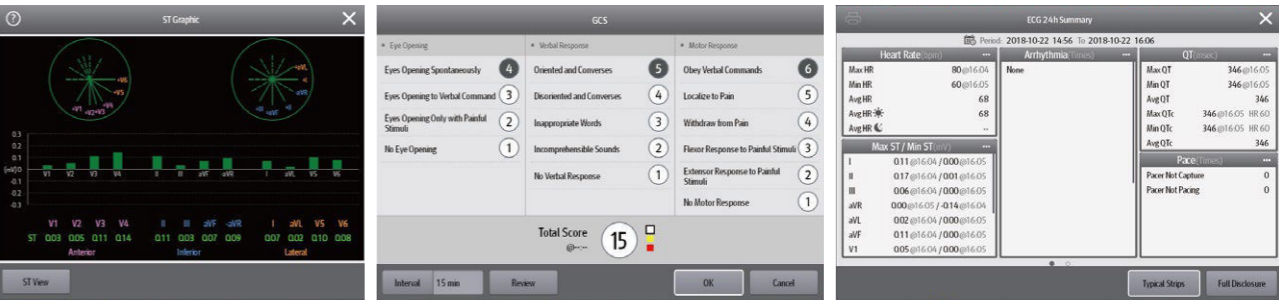 ST Graphic
aVL
V6
I
V5
V4
V1
V2
V3
aVL
I
aVR
III
aVF
II
0.3
0.2
0.1
(mV)0
-0.1
-0.2
-0.3
V1 V2 V3 V4 II III aVF -aVR I aVL V5 V6
V1 V2 V3 V4 II III aVF -aVR I aVL V5 V6
ST 0.03 0.05 0.11 0.14 0.11 0.03 0.07 0.09 0.07 0.02 0.10 0.08
Anterior Inferior Lateral
ST View
GCS
Eye Opening
Eyes Opening Spontaneously 4
Eyes Opening to Verbal Command 3
Eyes Opening Only with Painful
Stimuli 2
No Eye Opening 1
Verbal Response
Oriented and Converses 5
Disoriented and Converses 4
Inappropriate Words 3
Incomprehensible Sounds 2
No Verbal Response 1
Motor Response
Obey Verbal Commands 6
Localize to Pain 5
Withdraw from Pain 4
Flexor Response to Painful Stimuli 3
Extensor Response to Painful
Stimuli 2
No Motor Response 1
Total Score 15
@--:--
Interval 15 min Review OK Cancel
ECG 24h Summary
Period: 2018-10-22 14:56 To 2018-10-22 16:06
Heart Rate(bpm) ...
Max HR 80@16:04
Min HR 60@16:05
Avg HR 68
Avg HR 68
Avg HR --
Max ST / Min ST(mV) ...
I 0.11@16:04 / 0.00@16:05
II 0.17@16:04 / 0.01@16:05
III 0.06@16:04 / 0.00@16:05
aVR 0.00@16:05 / -0.14@16:04
aVL 0.02@16:04 / 0.00@16:05
aVF 0.11@16:04 / 0.00@16:05
V1 0.05@16:04 / 0.00@16:05
Arrhythmia(Times) ...
None
QT(msec) ...
Max QT 346@16:05
Min QT 346@16:05
Avg QT 346
Max QTc 346@16:05 HR 60
Min QTc 346@16:05 HR 60
Avg QTc 346
Pace(Times) ...
Pacer Not Capture 0
Pacer Not Pacing 0
Typical Strips Full Disclosure